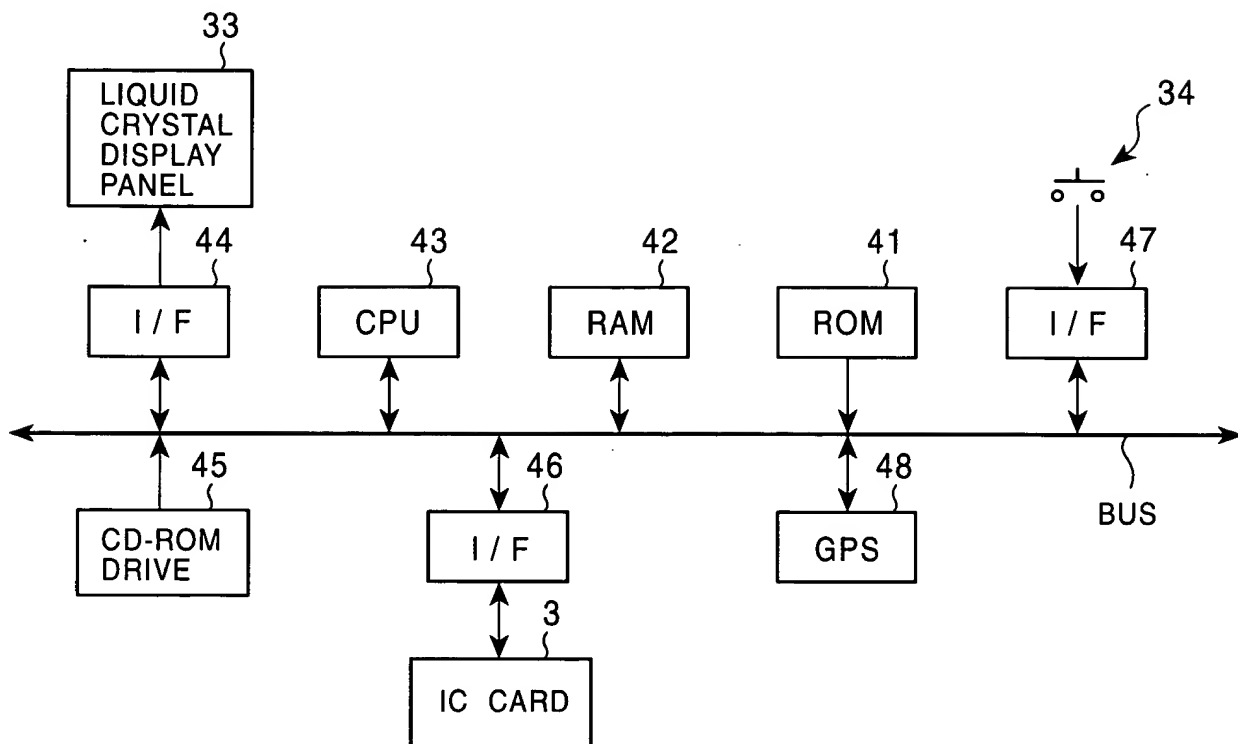 33
LIQUID
CRYSTAL
DISPLAY
PANEL
34
44
43
42
41
47
I / F
CPU
RAM
ROM
I / F
45
46
48
BUS
CD-ROM
DRIVE
I / F
GPS
3
IC CARD